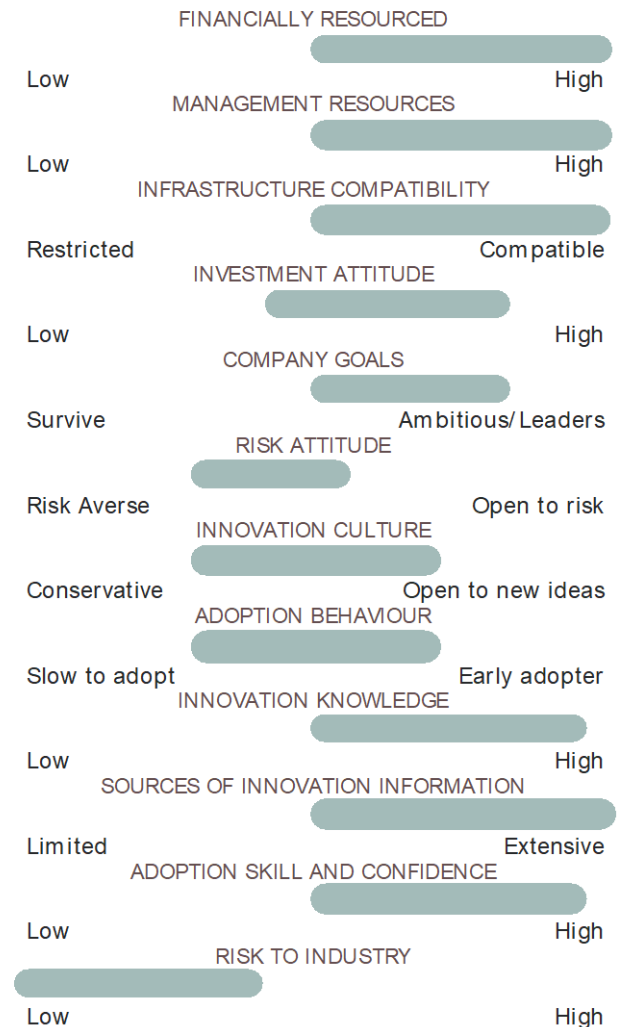 FINANCIALLY RESOURCED
Low High
MANAGEMENT RESOURCES
Low High
INFRASTRUCTURE COMPATIBILITY
Restricted Compatible
INVESTMENT ATTITUDE
Low High
COMPANY GOALS
Survive Ambitious/Leaders
RISK ATTITUDE
Risk Averse Open to risk
INNOVATION CULTURE
Conservative Open to new ideas
ADOPTION BEHAVIOUR
Slow to adopt Early adopter
INNOVATION KNOWLEDGE
Low High
SOURCES OF INNOVATION INFORMATION
Limited Extensive
ADOPTION SKILL AND CONFIDENCE
Low High
RISK TO INDUSTRY
Low High